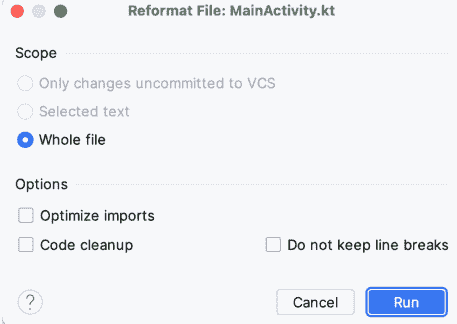 Reformat File: MainActivity.kt
Scope
Only changes uncommitted to VCS
Selected text
Whole file
Options
Optimize imports
Code cleanup Do not keep line breaks
? Cancel Run